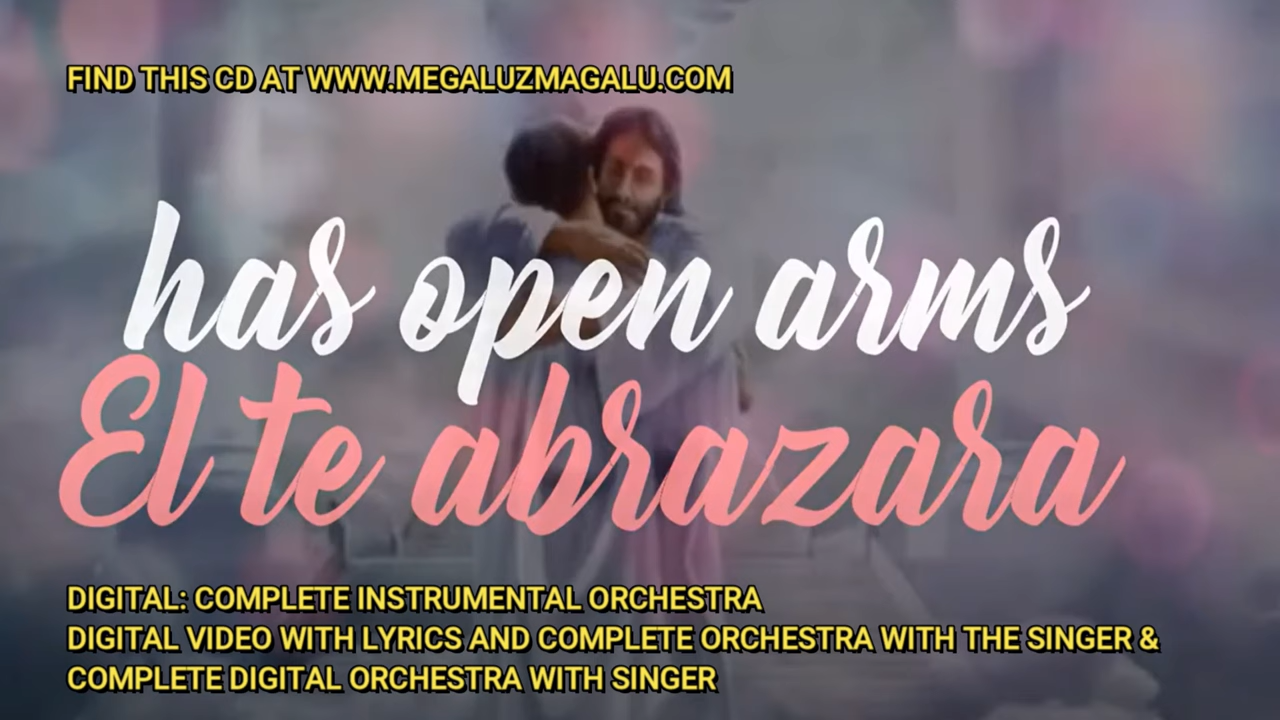 FIND THIS CD AT WWW.MEGALUZMAGALU.COM
has open arms
El te abrazara
DIGITAL: COMPLETE INSTRUMENTAL ORCHESTRA
DIGITAL VIDEO WITH LYRICS AND COMPLETE ORCHESTRA WITH THE SINGER &
COMPLETE DIGITAL ORCHESTRA WITH SINGER